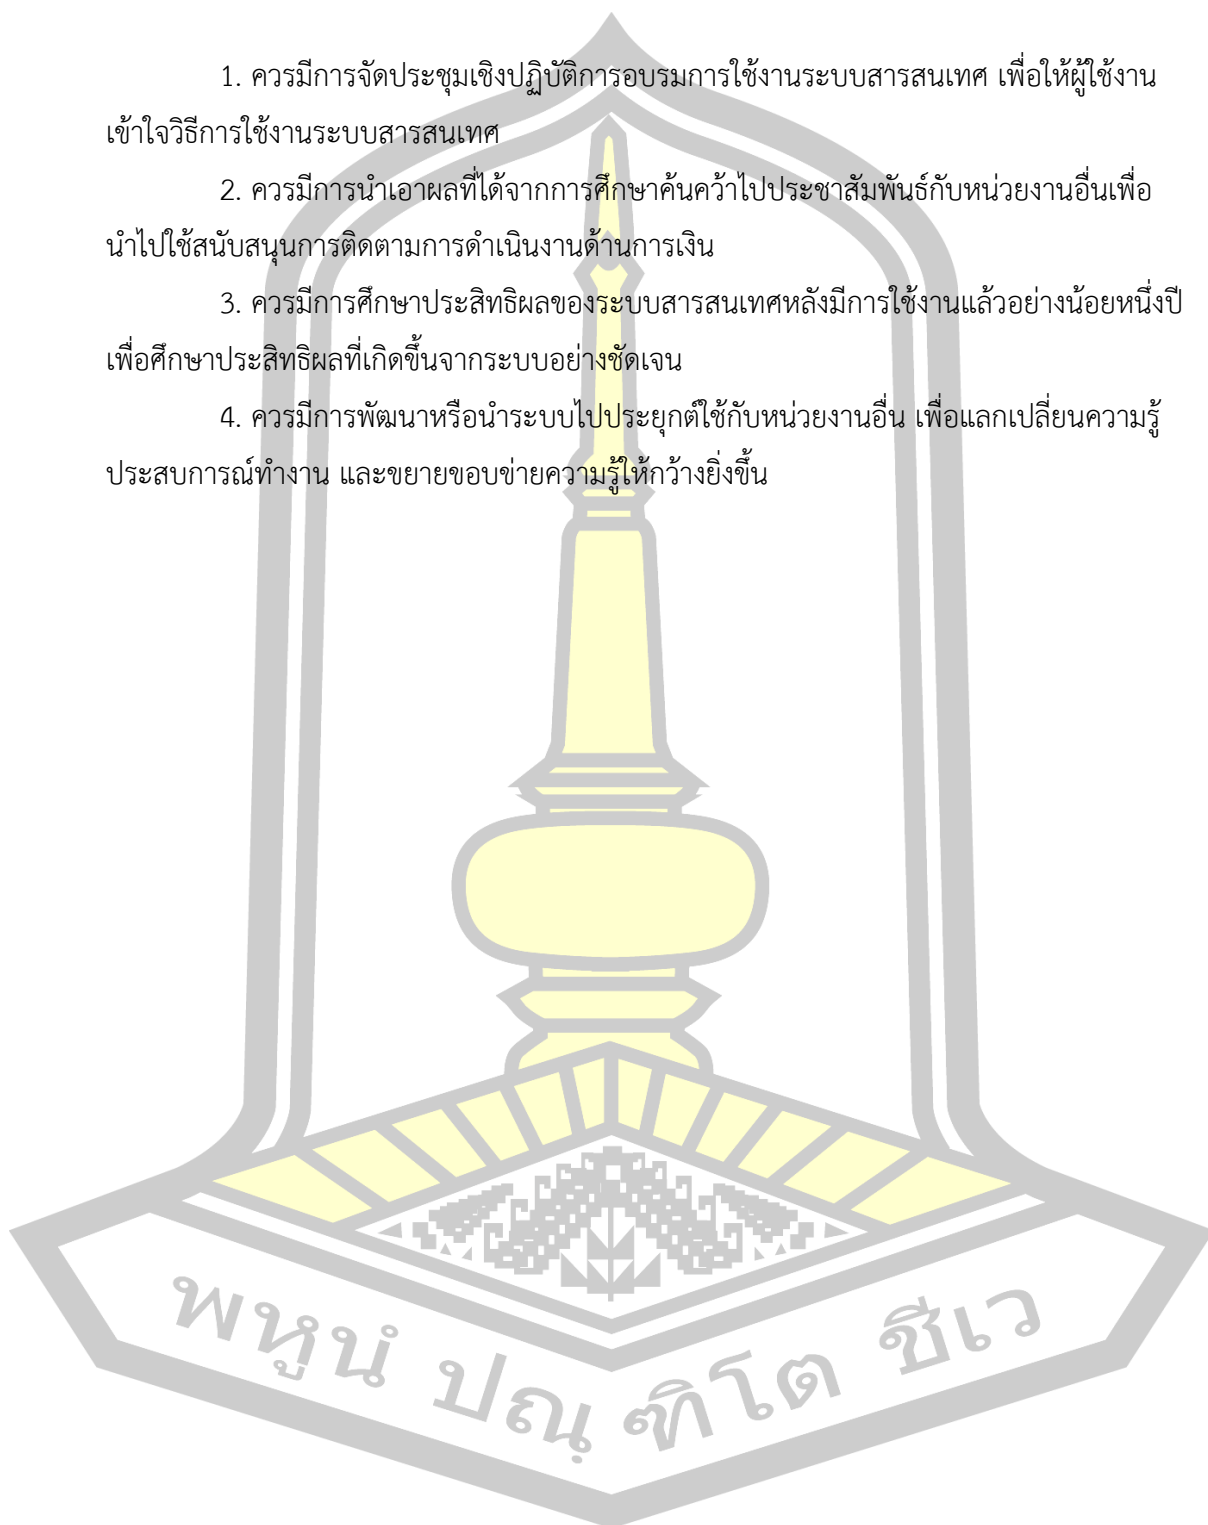 1. ควรมีการจัดประชุมเชิงปฏิบัติการอบรมการใช้งานระบบสารสนเทศ เพื่อให้ผู้ใช้งาน
เข้าใจวิธีการใช้งานระบบสารสนเทศ
2. ควรมีการนำเอาผลที่ได้จากการศึกษาค้นคว้าไปประชาสัมพันธ์กับหน่วยงานอื่นเพื่อ
นำไปใช้สนับสนุนการติดตามการดำเนินงานด้านการเงิน
3. ควรมีการศึกษาประสิทธิผลของระบบสารสนเทศหลังมีการใช้งานแล้วอย่างน้อยหนึ่งปี
เพื่อศึกษาประสิทธิผลที่เกิดขึ้นจากระบบอย่างชัดเจน
4. ควรมีการพัฒนาหรือนำระบบไปประยุกต์ใช้กับหน่วยงานอื่น เพื่อแลกเปลี่ยนความรู้
ประสบการณ์ทำงาน และขยายขอบข่ายความรู้ให้กว้างยิ่งขึ้น
พหูนํ ปณฺ ฑิโต ชีเว